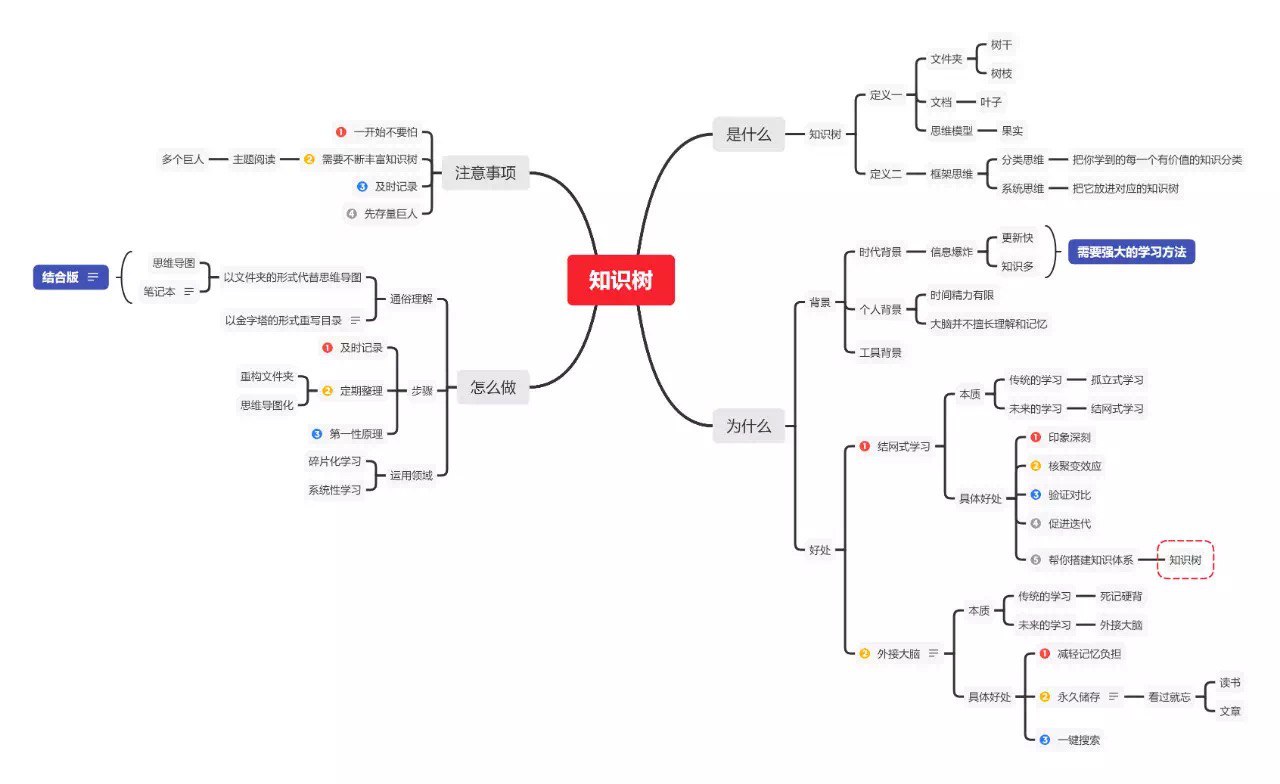 知识树
是什么
知识树
定义一
文件夹
树干
树枝
文档
叶子
思维模型
果实
定义二
框架思维
分类思维
把你学到的每一个有价值的知识分类
系统思维
把它放进对应的知识树
为什么
背景
时代背景
信息爆炸
更新快
知识多
需要强大的学习方法
个人背景
时间精力有限
大脑并不擅长理解和记忆
工具背景
好处
1 结网式学习
本质
传统的学习
孤立式学习
未来的学习
结网式学习
具体好处
1 印象深刻
2 核聚变效应
3 验证对比
4 促进迭代
5 帮你搭建知识体系
知识树
2 外接大脑
本质
传统的学习
死记硬背
未来的学习
外接大脑
具体好处
1 减轻记忆负担
2 永久储存
看过就忘
读书
文章
3 一键搜索
注意事项
1 一开始不要怕
2 需要不断丰富知识树
主题阅读
多个巨人
3 及时记录
4 先存量巨人
怎么做
通俗理解
以文件夹的形式代替思维导图
思维导图
笔记本
结合版
以金字塔的形式重写目录
步骤
1 及时记录
2 定期整理
重构文件夹
思维导图化
3 第一性原理
运用领域
碎片化学习
系统性学习